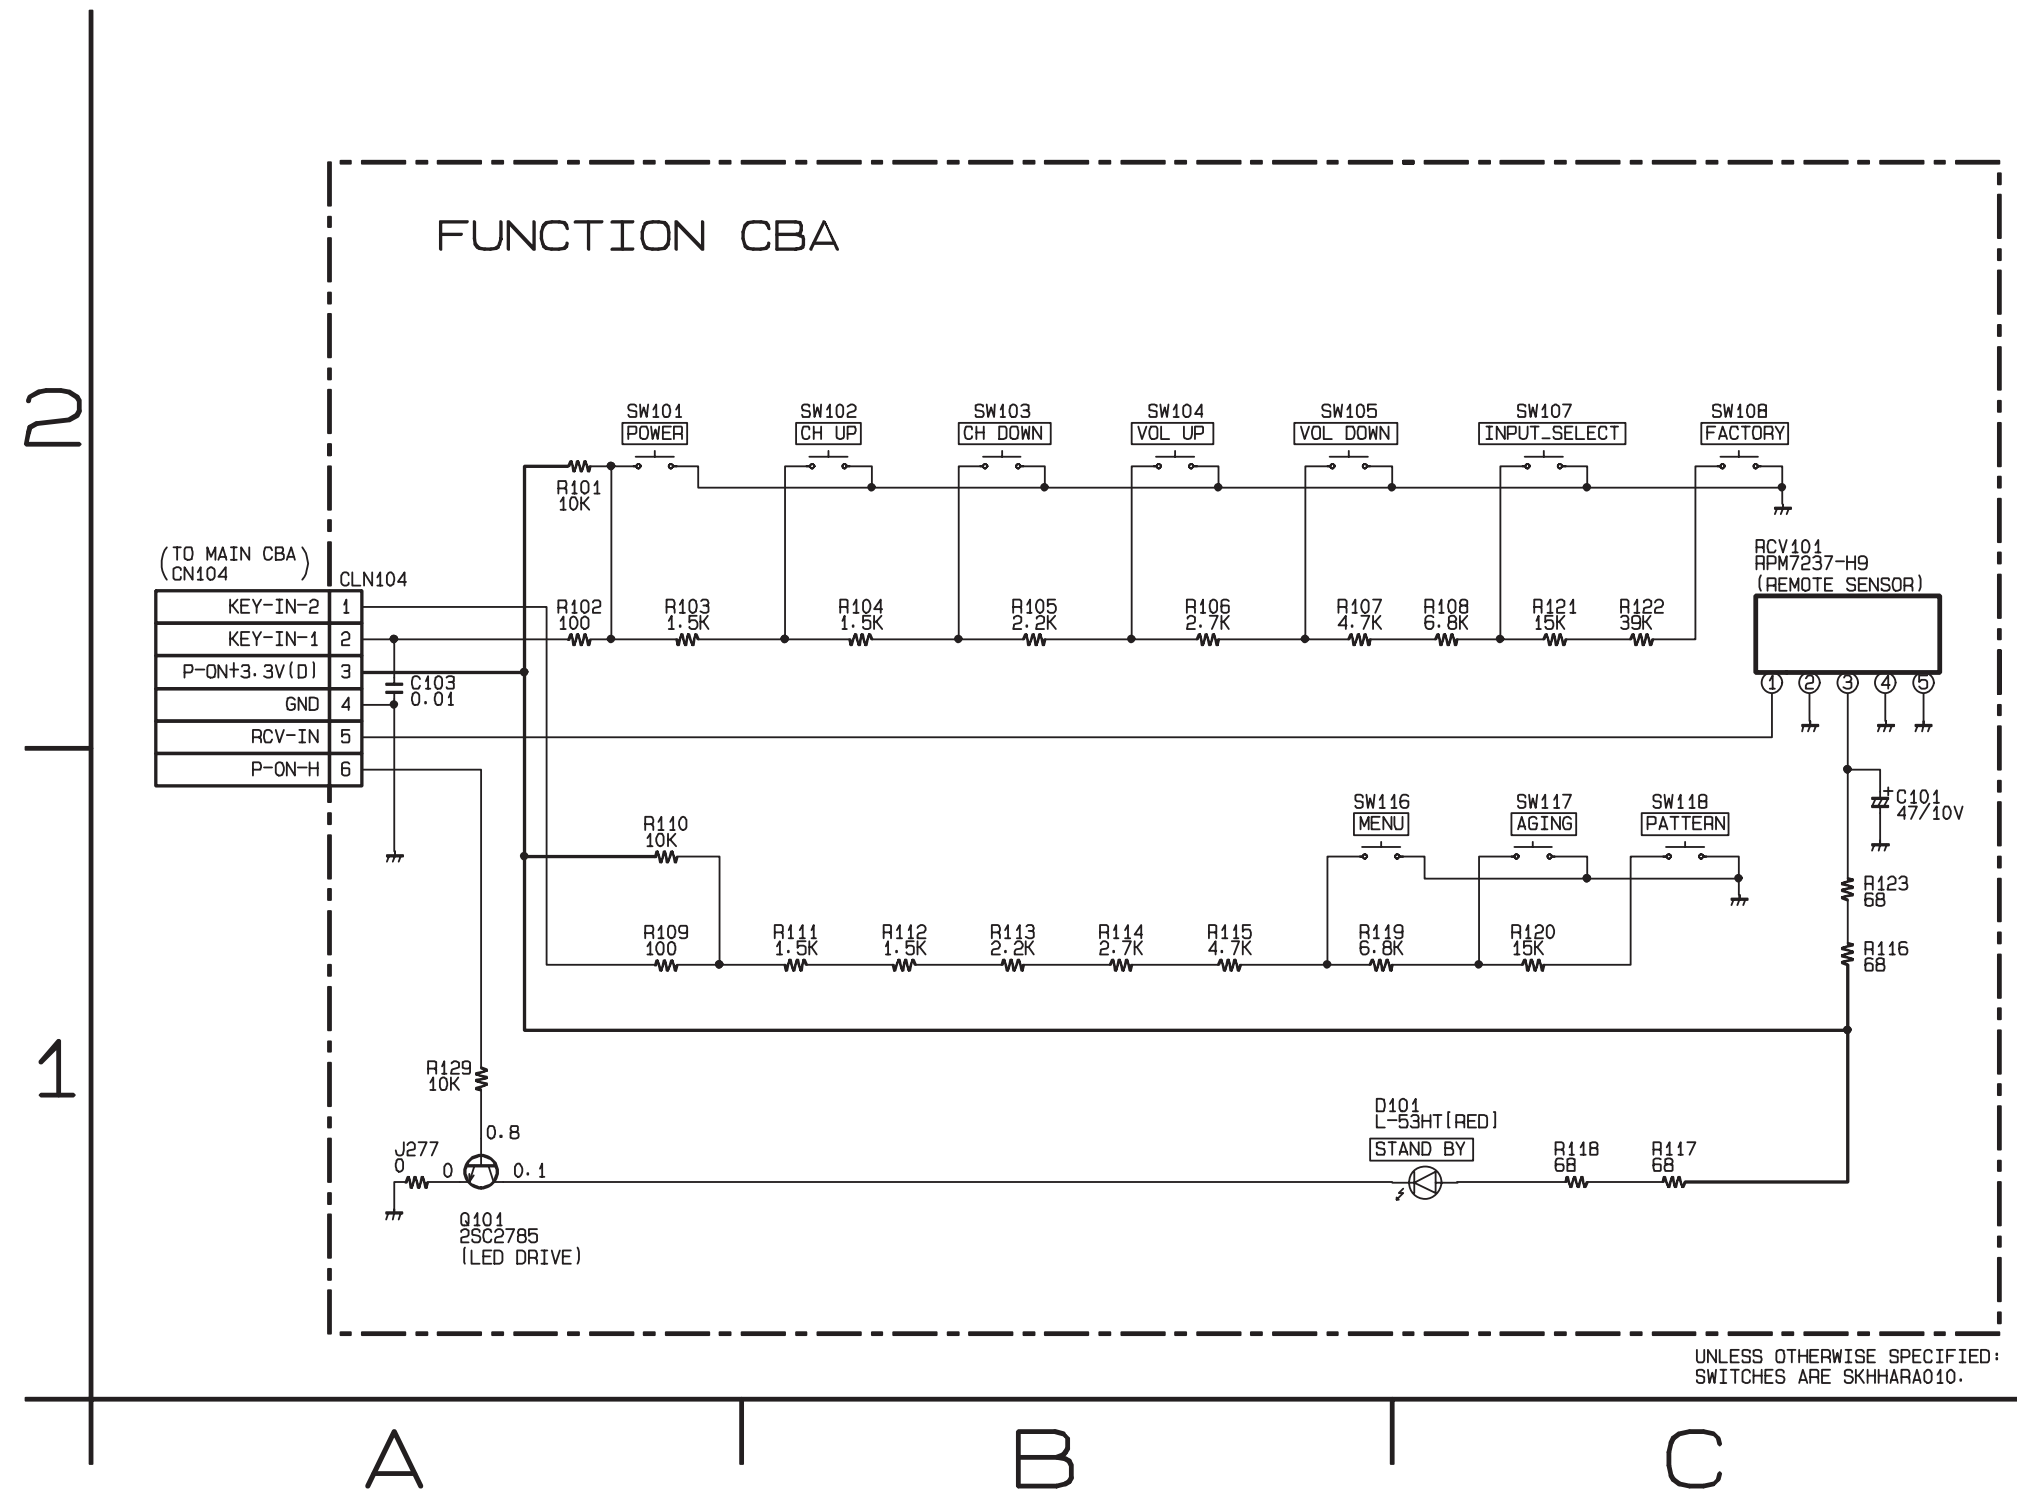 FUNCTION CBA
2
SW101
POWER
SW102
CH UP
SW103
CH DOWN
SW104
VOL UP
SW105
VOL DOWN
SW107
INPUT_SELECT
SW108
FACTORY
R101
10K
(TO MAIN CBA)
CN104
CLN104
KEY-IN-2 1
KEY-IN-1 2
P-ON+3.3V(D) 3
GND 4
RCV-IN 5
P-ON-H 6
C103
0.01
R102
100
R103
1.5K
R104
1.5K
R105
2.2K
R106
2.7K
R107
4.7K
R108
6.8K
R121
15K
R122
39K
RCV101
RPM7237-H9
(REMOTE SENSOR)
1 2 3 4 5
C101
+
47/10V
R110
10K
SW116
MENU
SW117
AGING
SW118
PATTERN
R109
100
R111
1.5K
R112
1.5K
R113
2.2K
R114
2.7K
R115
4.7K
R119
6.8K
R120
15K
R123
68
R116
68
1
R129
10K
0.8
J277
0
0
0.1
Q101
2SC2785
(LED DRIVE)
D101
L-53HT[RED]
STAND BY
R118
68
R117
68
UNLESS OTHERWISE SPECIFIED:
SWITCHES ARE SKHHARA010.
A B C